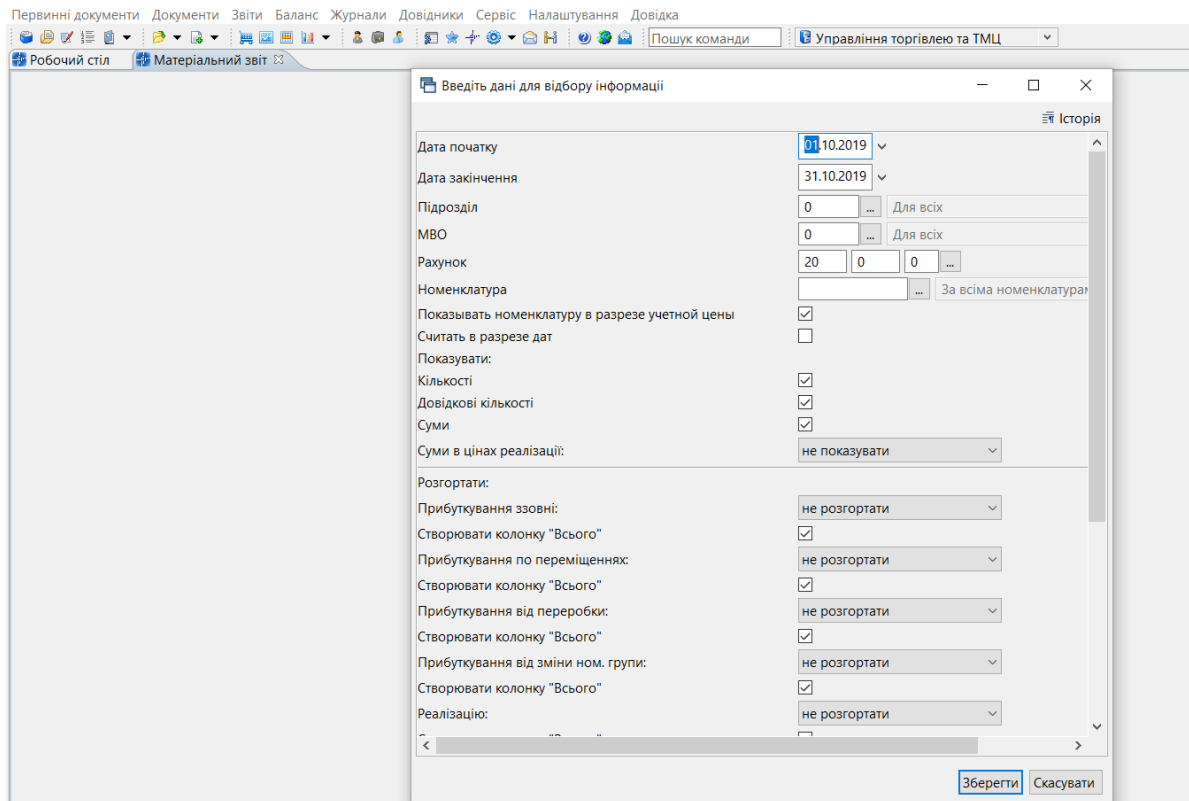 Первинні документи Документи Звіти Баланс Журнали Довідники Сервіс Налаштування Довідка
Пошук команди Управління торгівлею та ТМЦ
Робочий стіл Матеріальний звіт
Введіть дані для відбору інформації
Історія
Дата початку 01.10.2019
Дата закінчення 31.10.2019
Підрозділ 0 ... Для всіх
МВО 0 ... Для всіх
Рахунок 20 0 0 ...
Номенклатура ... За всіма номенклатурам
Показывать номенклатуру в разрезе учетной цены
Считать в разрезе дат
Показувати:
Кількості
Довідкові кількості
Суми
Суми в цінах реалізації: не показувати
Розгортати:
Прибуткування ззовні: не розгортати
Створювати колонку "Всього"
Прибуткування по переміщеннях: не розгортати
Створювати колонку "Всього"
Прибуткування від переробки: не розгортати
Створювати колонку "Всього"
Прибуткування від зміни ном. групи: не розгортати
Створювати колонку "Всього"
Реалізацію: не розгортати
Зберегти Скасувати